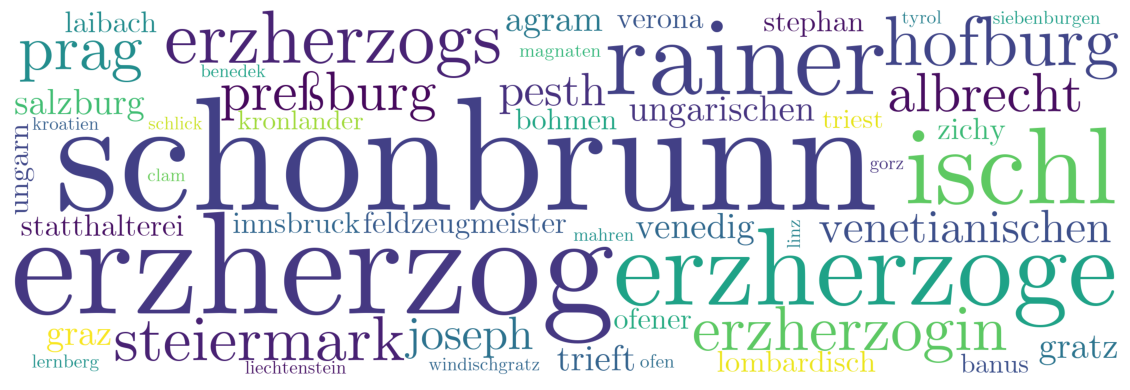 laibach agram verona stephan tyrol siebenburgen
prag erzherzogs magnaten rainer hofburg
benedek
salzburg preßburg pesth ungarischen albrecht
kroatien schlick kronlander bohmen triest zichy
ungarn schonbrunn gorz ischl
clam
statthalterei innsbruck feldzeugmeister mahren venedig linz venetianischen
erzherzog erzherzoge
graz steiermark joseph ofener erzherzogin gratz
lernberg liechtenstein windischgratz trieft ofen lombardisch banus